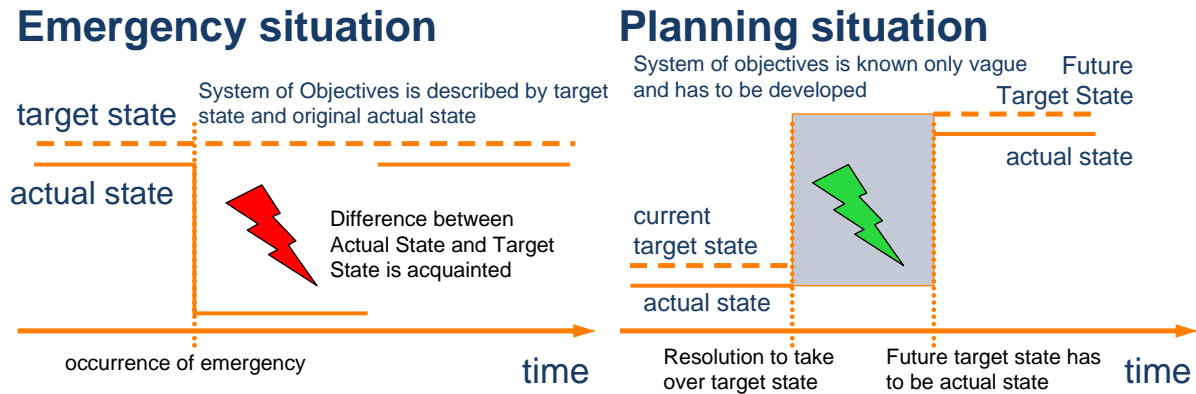 Emergency situation
System of Objectives is described by target
state and original actual state
target state
actual state
Difference between
Actual State and Target
State is acquainted
occurrence of emergency
time
Planning situation
System of objectives is known only vague
and has to be developed
Future
Target State
actual state
current
target state
actual state
Resolution to take
over target state
Future target state has
to be actual state
time